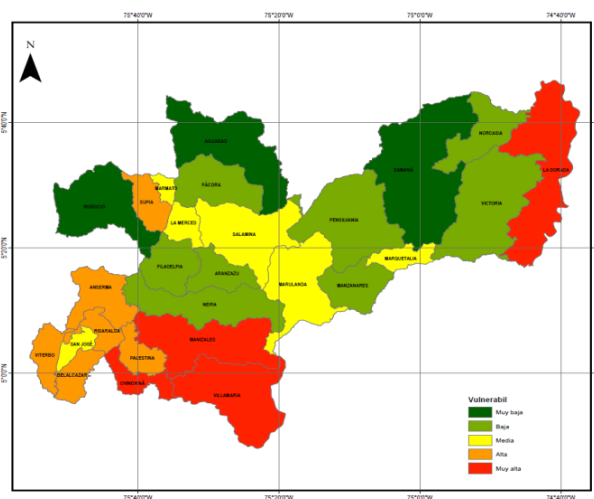 75°40'0"W 75°20'0"W 75°0'0"W 74°40'0"W
N
5°40'0"N
5°20'0"N
5°0'0"N
AGUADAS
NORCASIA
SAMANÁ
LA DORADA
MARMATO
PÁCORA
RIOSUCIO
SUPIA
VICTORIA
LA MERCED
SALAMINA
PENSILVANIA
MARQUETALIA
FILADELFIA
ARANZAZU
MARULANDA
MANZANARES
ANSERMA
NEIRA
RISARALDA
MANIZALES
SAN JOSÉ
VITERBO
PALESTINA
BELALCAZAR
CHINCHINÁ
VILLAMARIA
Vulnerabil
Muy baja
Baja
Media
Alta
Muy alta
75°40'0"W 75°20'0"W 75°0'0"W 74°40'0"W